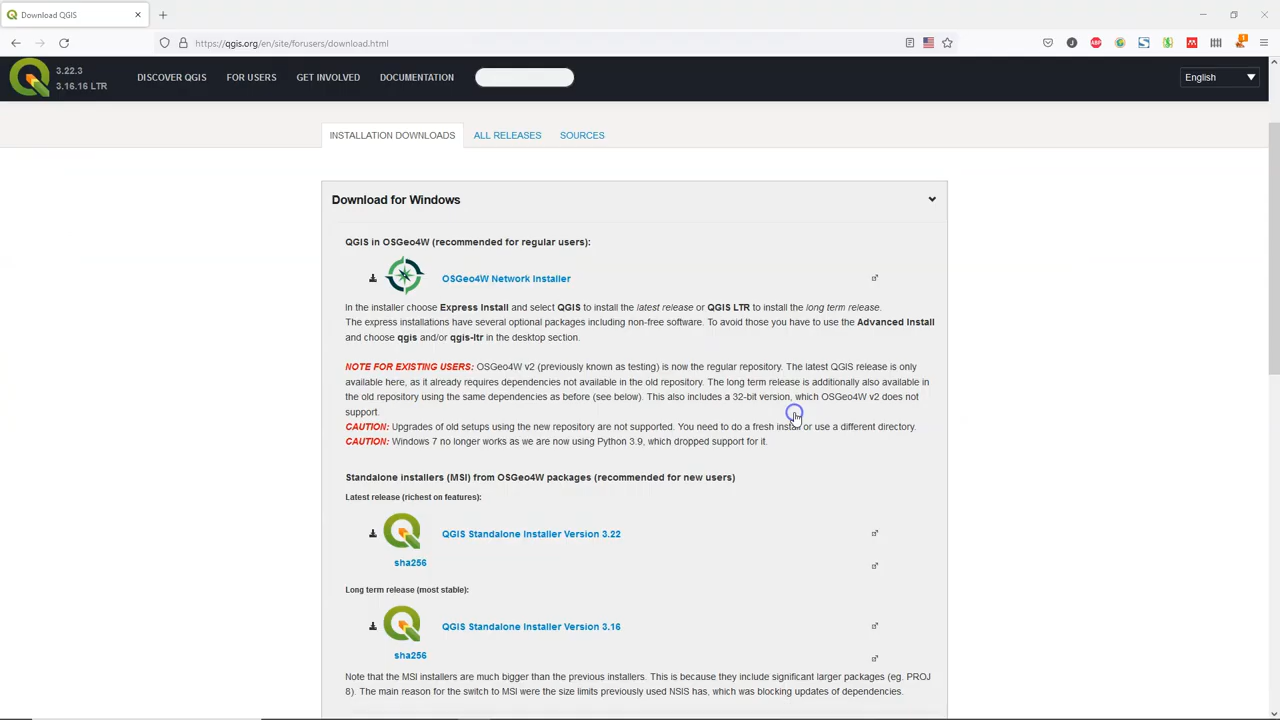 Download QGIS
https://qgis.org/en/site/forusers/download.html
3.22.3
3.16.16 LTR
DISCOVER QGIS
FOR USERS
GET INVOLVED
DOCUMENTATION
English
INSTALLATION DOWNLOADS
ALL RELEASES
SOURCES
Download for Windows
QGIS in OSGeo4W (recommended for regular users):
OSGeo4W Network Installer
In the installer choose Express Install and select QGIS to install the latest release or QGIS LTR to install the long term release.
The express installations have several optional packages including non-free software. To avoid those you have to use the Advanced Install
and choose qgis and/or qgis-ltr in the desktop section.
NOTE FOR EXISTING USERS: OSGeo4W v2 (previously known as testing) is now the regular repository. The latest QGIS release is only
available here, as it already requires dependencies not available in the old repository. The long term release is additionally also available in
the old repository using the same dependencies as before (see below). This also includes a 32-bit version, which OSGeo4W v2 does not
support.
CAUTION: Upgrades of old setups using the new repository are not supported. You need to do a fresh install or use a different directory.
CAUTION: Windows 7 no longer works as we are now using Python 3.9, which dropped support for it.
Standalone installers (MSI) from OSGeo4W packages (recommended for new users)
Latest release (richest on features):
QGIS Standalone Installer Version 3.22
sha256
Long term release (most stable):
QGIS Standalone Installer Version 3.16
sha256
Note that the MSI installers are much bigger than the previous installers. This is because they include significant larger packages (eg. PROJ
8). The main reason for the switch to MSI were the size limits previously used NSIS has, which was blocking updates of dependencies.